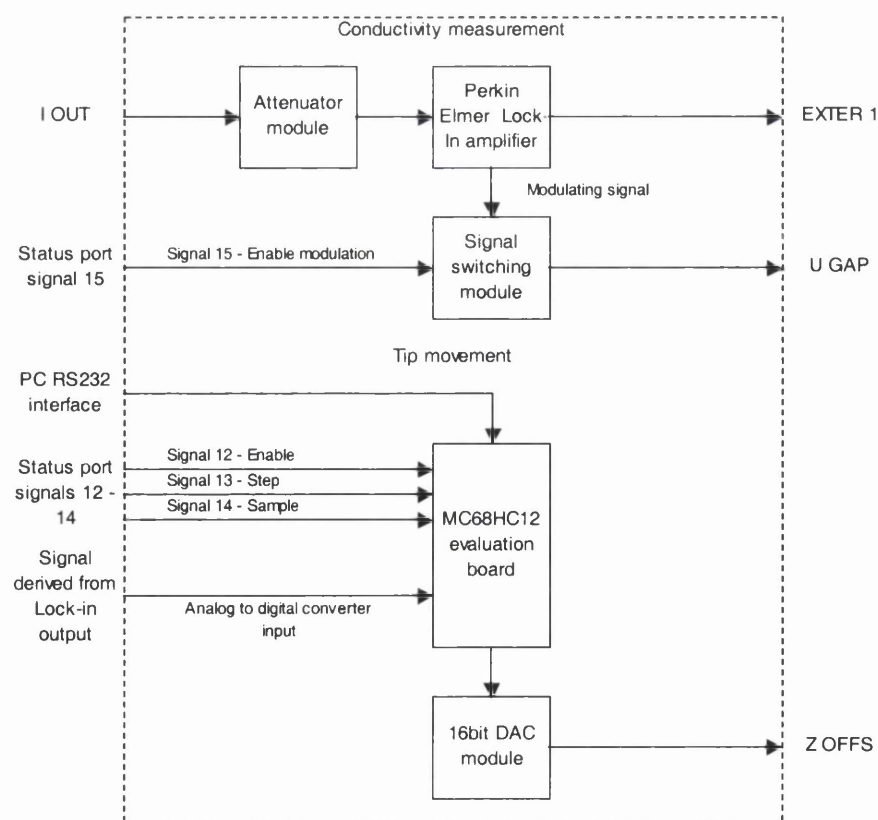 Conductivity measurement
I OUT
Attenuator
module
Perkin
Elmer Lock
In amplifier
EXTER 1
Modulating signal
Status port
signal 15
Signal 15 - Enable modulation
Signal
switching
module
U GAP
Tip movement
PC RS232
interface
Status port
signals 12 -
14
Signal 12 - Enable
Signal 13 - Step
Signal 14 - Sample
MC68HC12
evaluation
board
Signal
derived from
Lock-in
output
Analog to digital converter
input
16bit DAC
module
Z OFFS